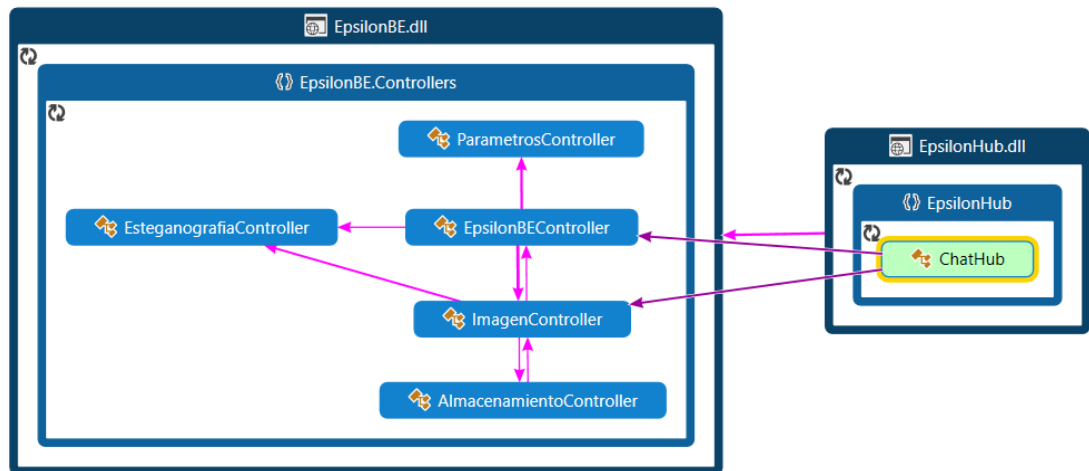 EpsilonBE.dll
EpsilonBE.Controllers
ParametrosController
EsteganografiaController
EpsilonBEController
ImagenController
AlmacenamientoController
EpsilonHub.dll
EpsilonHub
ChatHub